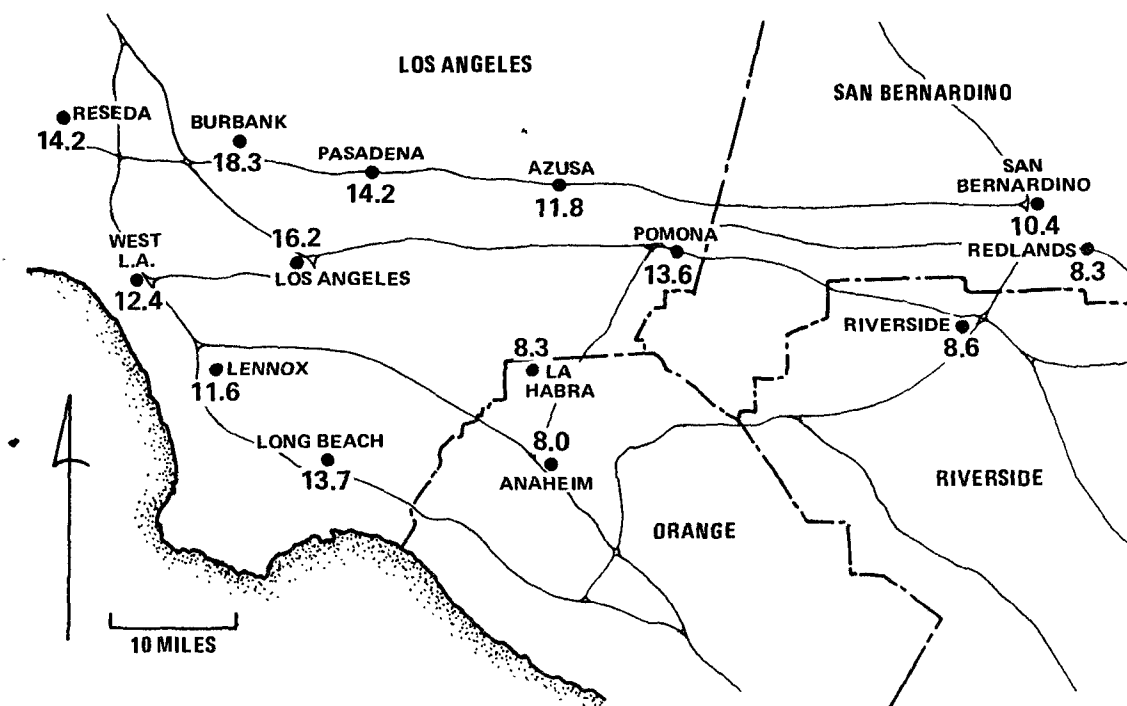 LOS ANGELES
SAN BERNARDINO
RESEDA
14.2
BURBANK
18.3
PASADENA
14.2
AZUSA
11.8
SAN
BERNARDINO
10.4
WEST
L.A.
12.4
16.2
LOS ANGELES
POMONA
13.6
REDLANDS
8.3
RIVERSIDE
8.6
LENNOX
11.6
8.3
LA
HABRA
LONG BEACH
13.7
8.0
ANAHEIM
RIVERSIDE
ORANGE
10 MILES